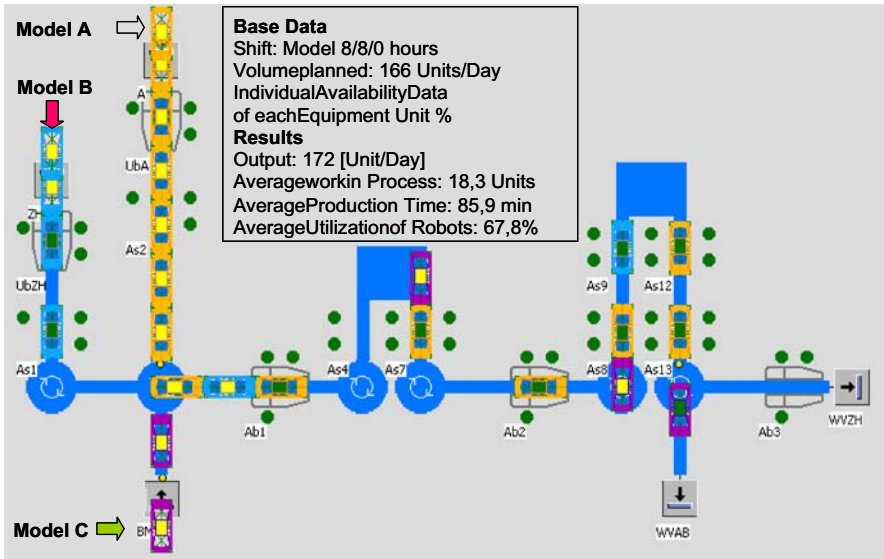 Model A
Model B
Base Data
Shift: Model 8/8/0 hours
Volumeplanned: 166 Units/Day
IndividualAvailabilityData
of eachEquipment Unit %
Results
Output: 172 [Unit/Day]
Averageworkin Process: 18,3 Units
AverageProduction Time: 85,9 min
AverageUtilizationof Robots: 67,8%
A
UbA
ZH
As2
UbZH
As9
As12
As1
As4
As7
As8
As13
Ab1
Ab2
Ab3
WVZH
Model C
BM
WVAB